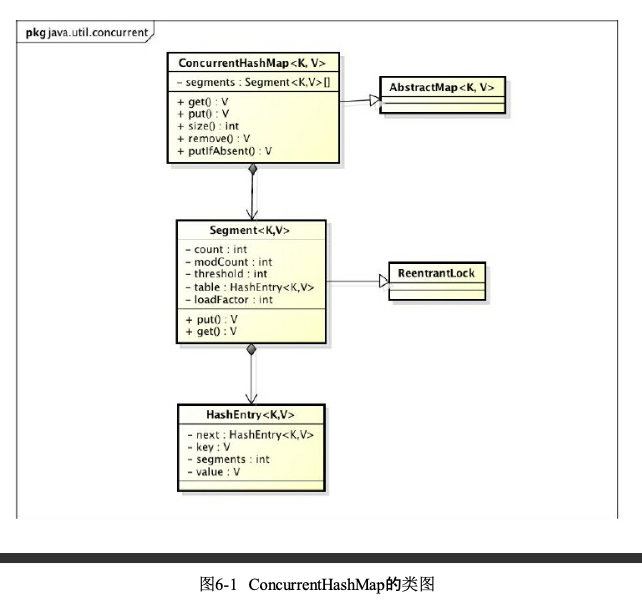 pkg java.util.concurrent
ConcurrentHashMap<K, V>
- segments : Segment<K,V>[]
+ get() : V
+ put() : V
+ size() : int
+ remove() : V
+ putIfAbsent() : V
AbstractMap<K, V>
Segment<K,V>
- count : int
- modCount : int
- threshold : int
- table : HashEntry<K,V>
- loadFactor : int
+ put() : V
+ get() : V
ReentrantLock
HashEntry<K,V>
- next : HashEntry<K,V>
- key : V
- segments : int
- value : V
图6-1 ConcurrentHashMap的类图